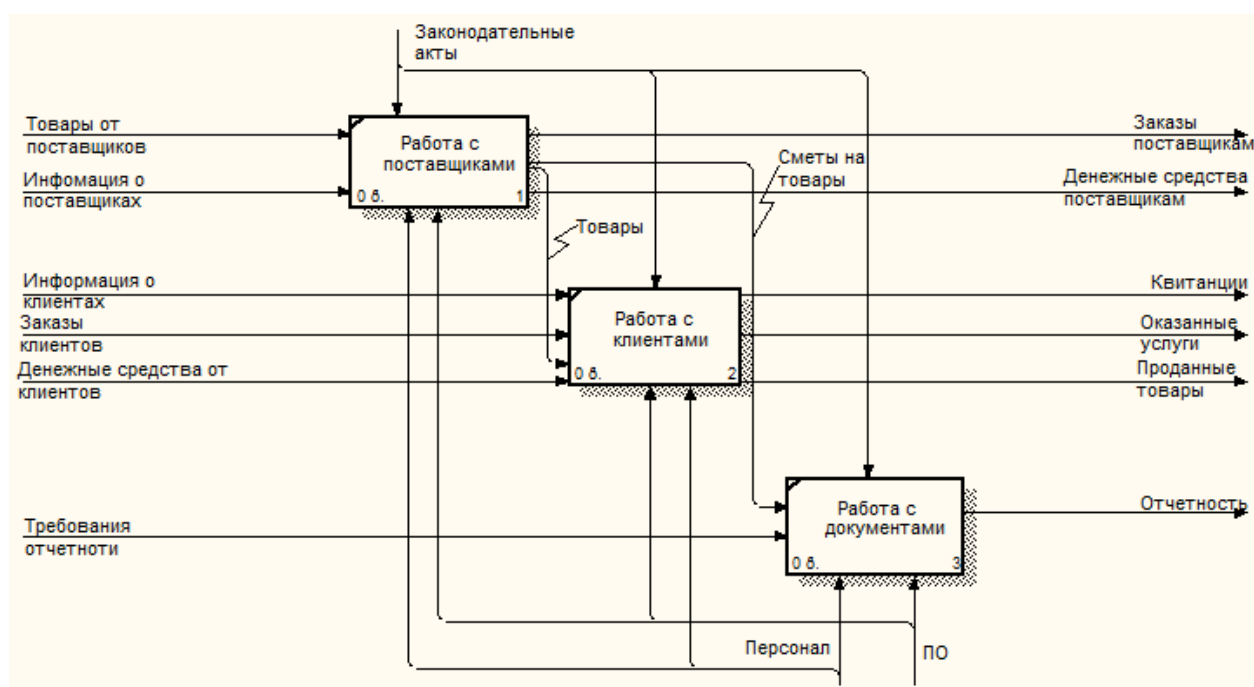 Законодательные
акты
Товары от
поставщиков
Инфомация о
поставщиках
Работа с
поставщиками
0 б.
1
Заказы
поставщикам
Сметы на
товары
Денежные средства
поставщикам
Товары
Информация о
клиентах
Заказы
клиентов
Денежные средства от
клиентов
Работа с
клиентами
0 б.
2
Квитанции
Оказанные
услуги
Проданные
товары
Требования
отчетноти
Работа с
документами
0 б.
3
Отчетность
Персонал
ПО